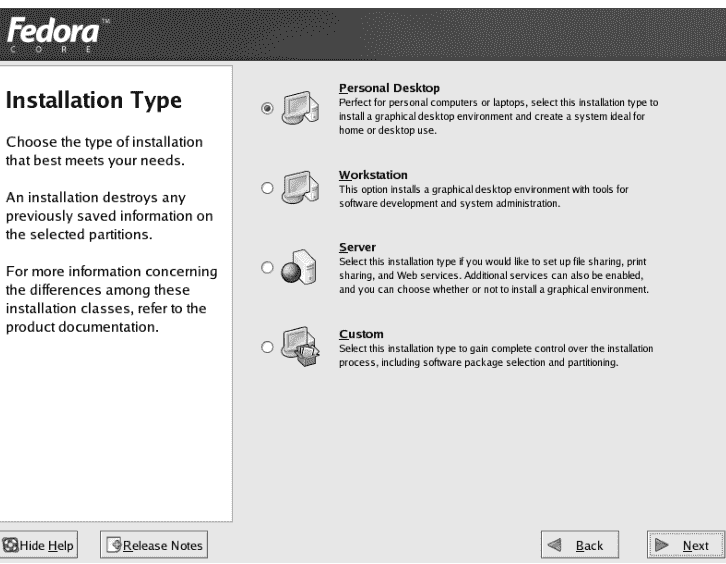 Fedora™
CORE
Installation Type
Choose the type of installation
that best meets your needs.
An installation destroys any
previously saved information on
the selected partitions.
For more information concerning
the differences among these
installation classes, refer to the
product documentation.
Personal Desktop
Perfect for personal computers or laptops, select this installation type to
install a graphical desktop environment and create a system ideal for
home or desktop use.
Workstation
This option installs a graphical desktop environment with tools for
software development and system administration.
Server
Select this installation type if you would like to set up file sharing, print
sharing, and Web services. Additional services can also be enabled,
and you can choose whether or not to install a graphical environment.
Custom
Select this installation type to gain complete control over the installation
process, including software package selection and partitioning.
Hide Help
Release Notes
Back
Next